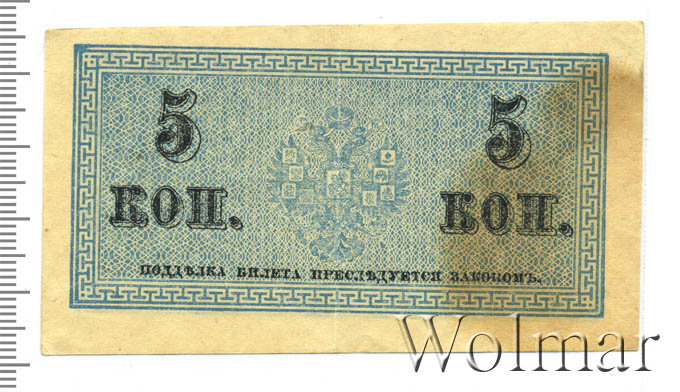 5 5
КОП. КОП.
ПОДДѢЛКА БИЛЕТА ПРЕСЛѢДУЕТСЯ ЗАКОНОМЪ.
Wolmar